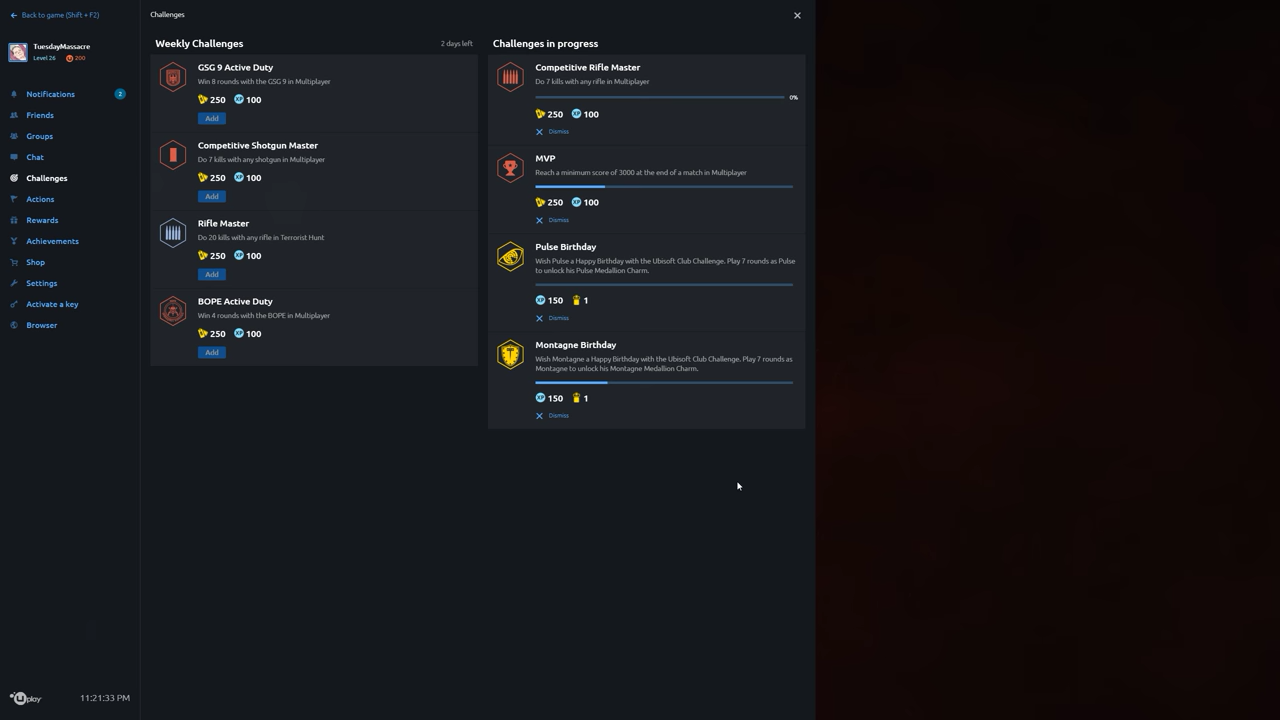 Back to game (Shift + F2)
TuesdayMassacre
Level 26 200
Notifications 2
Friends
Groups
Chat
Challenges
Actions
Rewards
Achievements
Shop
Settings
Activate a key
Browser
uplay 11:21:33 PM
Challenges
Weekly Challenges 2 days left
GSG 9 Active Duty
Win 8 rounds with the GSG 9 in Multiplayer
250 XP 100
Add
Competitive Shotgun Master
Do 7 kills with any shotgun in Multiplayer
250 XP 100
Add
Rifle Master
Do 20 kills with any rifle in Terrorist Hunt
250 XP 100
Add
BOPE Active Duty
Win 4 rounds with the BOPE in Multiplayer
250 XP 100
Add
Challenges in progress
Competitive Rifle Master
Do 7 kills with any rifle in Multiplayer
0%
250 XP 100
Dismiss
MVP
Reach a minimum score of 3000 at the end of a match in Multiplayer
250 XP 100
Dismiss
Pulse Birthday
Wish Pulse a Happy Birthday with the Ubisoft Club Challenge. Play 7 rounds as Pulse
to unlock his Pulse Medallion Charm.
XP 150 1
Dismiss
Montagne Birthday
Wish Montagne a Happy Birthday with the Ubisoft Club Challenge. Play 7 rounds as
Montagne to unlock his Montagne Medallion Charm.
XP 150 1
Dismiss